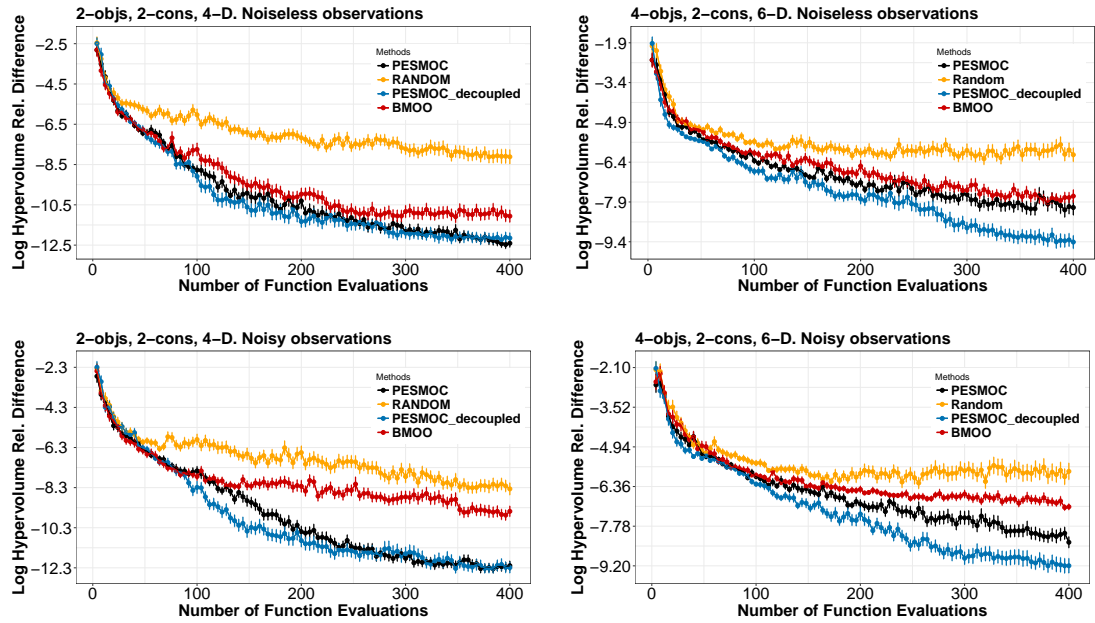 2−objs, 2−cons, 4−D. Noiseless observations
Log Hypervolume Rel. Difference
−2.5
−4.5
−6.5
−8.5
−10.5
−12.5
Methods
PESMOC
RANDOM
PESMOC_decoupled
BMOO
0 100 200 300 400
Number of Function Evaluations
4−objs, 2−cons, 6−D. Noiseless observations
Log Hypervolume Rel. Difference
−1.9
−3.4
−4.9
−6.4
−7.9
−9.4
Methods
PESMOC
Random
PESMOC_decoupled
BMOO
0 100 200 300 400
Number of Function Evaluations
2−objs, 2−cons, 4−D. Noisy observations
Log Hypervolume Rel. Difference
−2.3
−4.3
−6.3
−8.3
−10.3
−12.3
Methods
PESMOC
RANDOM
PESMOC_decoupled
BMOO
0 100 200 300 400
Number of Function Evaluations
4−objs, 2−cons, 6−D. Noisy observations
Log Hypervolume Rel. Difference
−2.10
−3.52
−4.94
−6.36
−7.78
−9.20
Methods
PESMOC
Random
PESMOC_decoupled
BMOO
0 100 200 300 400
Number of Function Evaluations